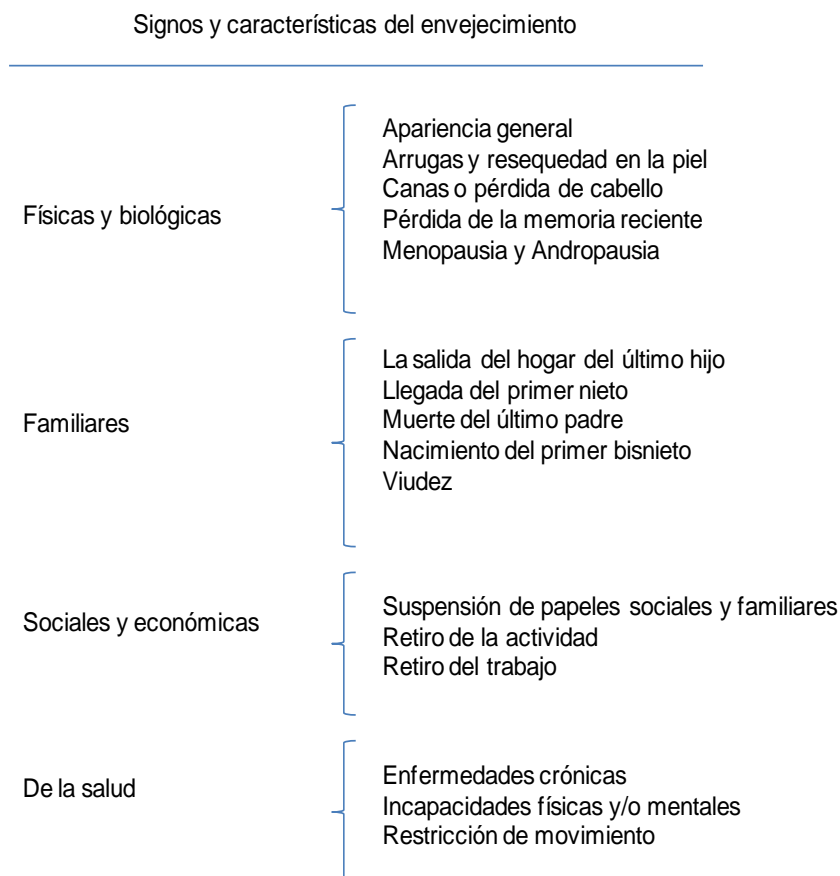 Signos y características del envejecimiento
Físicas y biológicas
Apariencia general
Arrugas y resequedad en la piel
Canas o pérdida de cabello
Pérdida de la memoria reciente
Menopausia y Andropausia
Familiares
La salida del hogar del último hijo
Llegada del primer nieto
Muerte del último padre
Nacimiento del primer bisnieto
Viudez
Sociales y económicas
Suspensión de papeles sociales y familiares
Retiro de la actividad
Retiro del trabajo
De la salud
Enfermedades crónicas
Incapacidades físicas y/o mentales
Restricción de movimiento